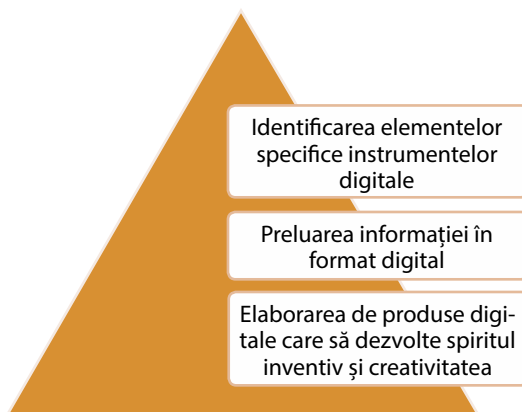 Identificarea elementelor
specifice instrumentelor
digitale
Preluarea informației în
format digital
Elaborarea de produse digi-
tale care să dezvolte spiritul
inventiv și creativitatea